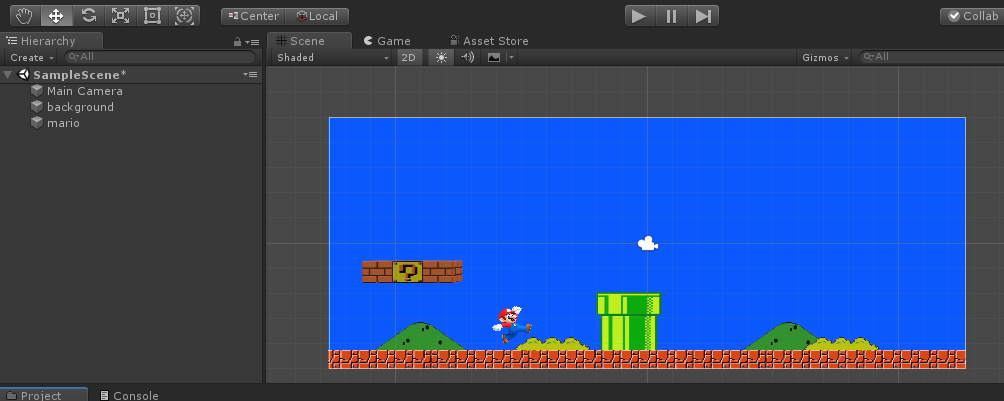 Center Local Collab
Hierarchy Scene Game Asset Store
Create All Shaded 2D Gizmos All
SampleScene*
Main Camera
background
mario
?
Project Console